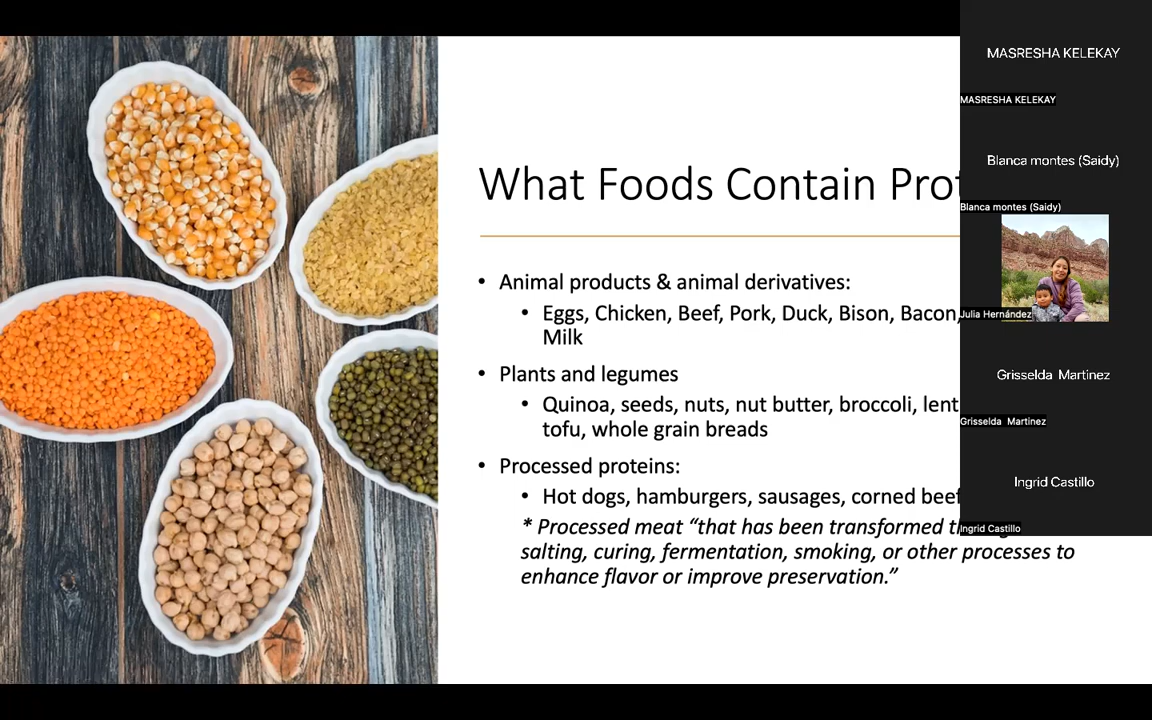 What Foods Contain Prot
• Animal products & animal derivatives:
• Eggs, Chicken, Beef, Pork, Duck, Bison, Bacon,
Milk
• Plants and legumes
• Quinoa, seeds, nuts, nut butter, broccoli, lent
tofu, whole grain breads
• Processed proteins:
• Hot dogs, hamburgers, sausages, corned beef
* Processed meat “that has been transformed
salting, curing, fermentation, smoking, or other processes to
enhance flavor or improve preservation.”
MASRESHA KELEKAY
MASRESHA KELEKAY
Blanca montes (Saidy)
Blanca montes (Saidy)
Julia Hernández
Grisselda Martinez
Grisselda Martinez
Ingrid Castillo
Ingrid Castillo